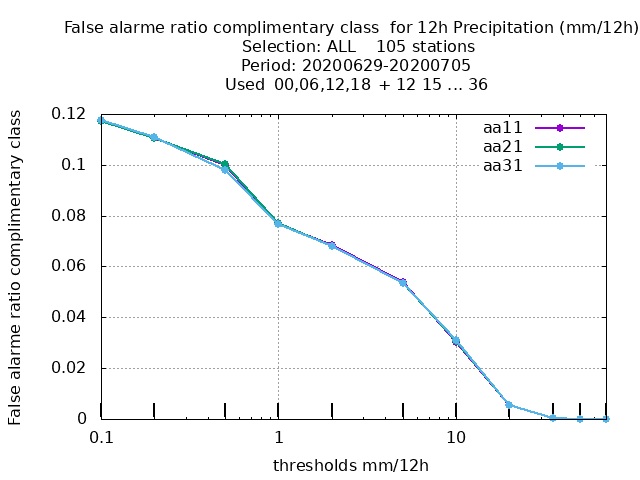 False alarme ratio complimentary class  for 12h Precipitation (mm/12h)
Selection: ALL    105 stations
Period: 20200629-20200705
Used  00,06,12,18  + 12 15 ... 36
False alarme ratio complimentary class
0.12
0.1
0.08
0.06
0.04
0.02
0
aa11
aa21
aa31
0.1
1
10
thresholds mm/12h